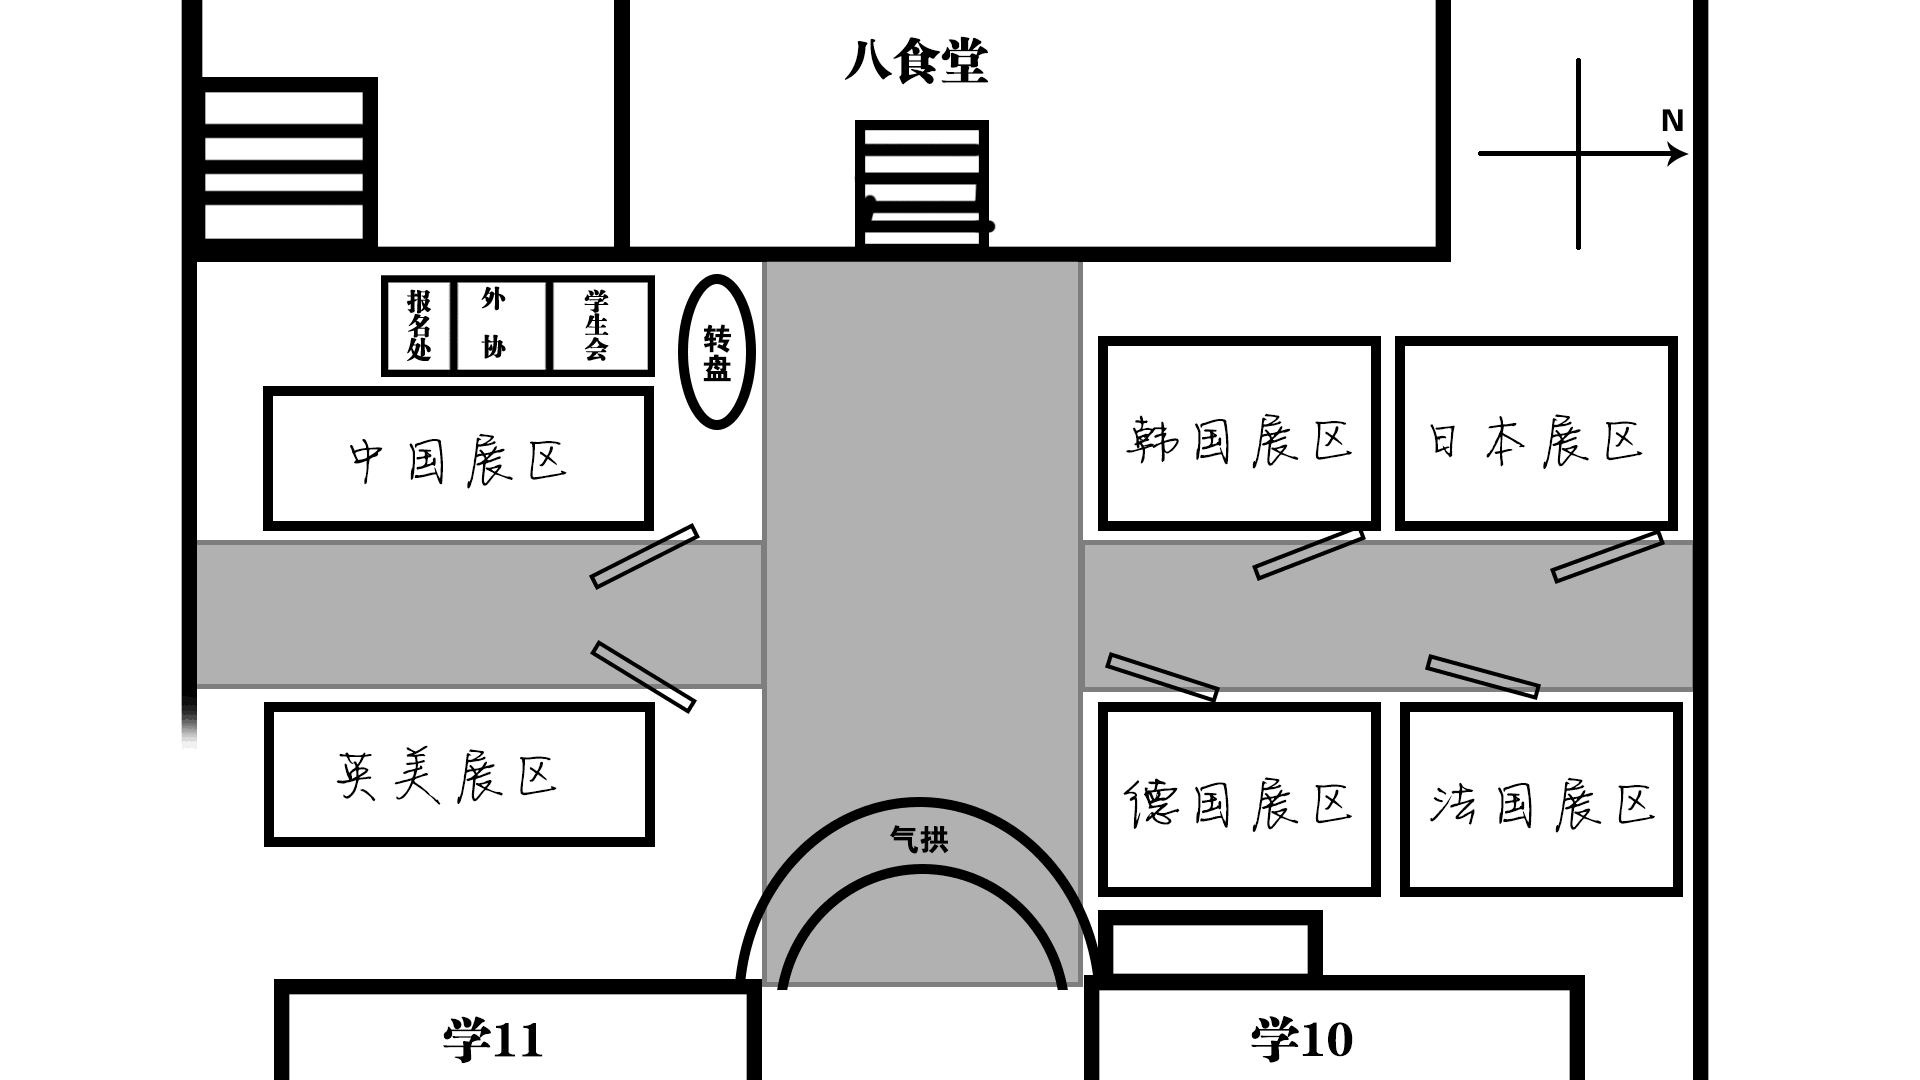 八食堂
N
报名处
外协
学生会
转盘
中国展区
韩国展区
日本展区
英美展区
德国展区
法国展区
气拱
学11
学10